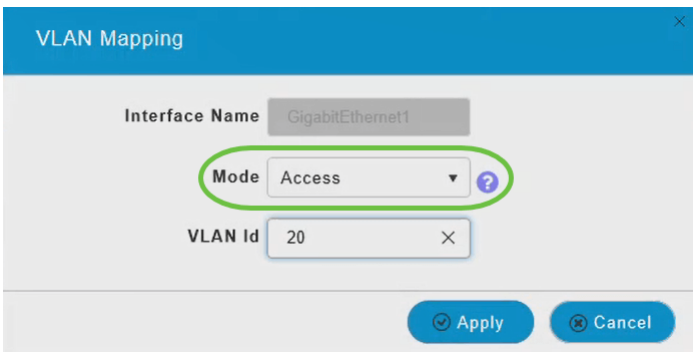 VLAN Mapping
Interface Name GigabitEthernet1
Mode Access ?
VLAN Id 20
Apply Cancel